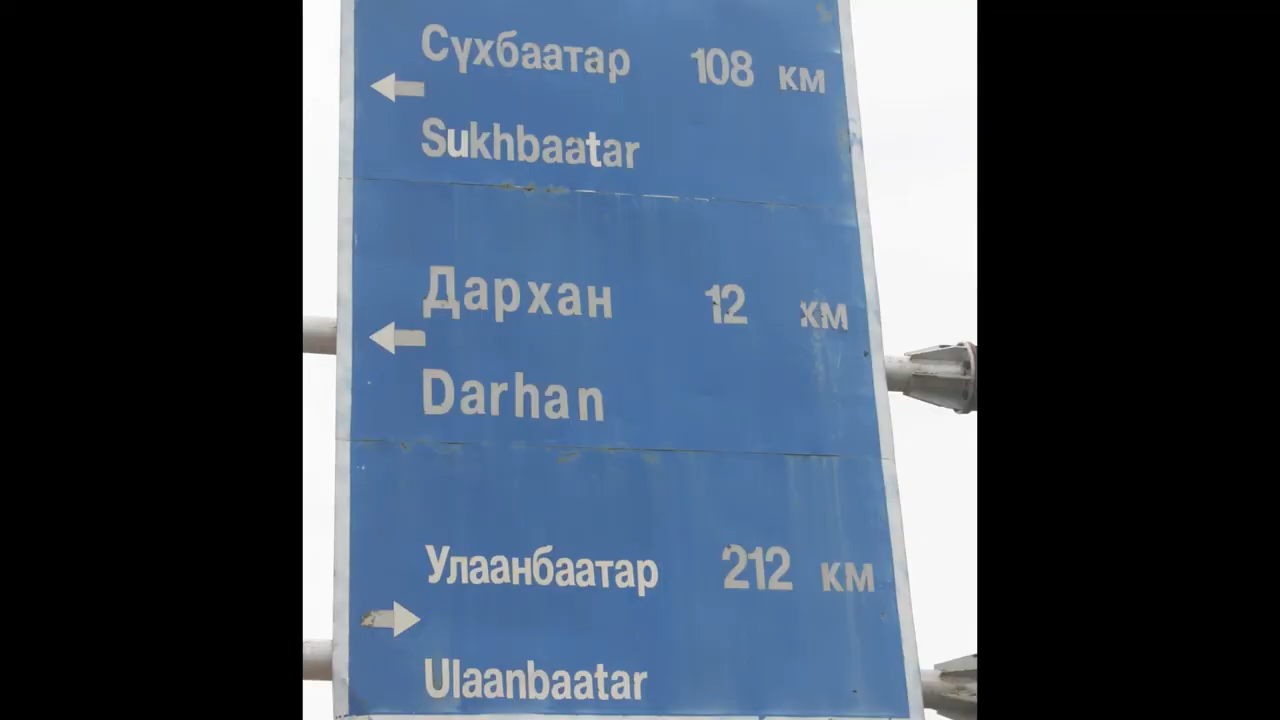 Сүхбаатар 108 км
Sukhbaatar
Дархан 12 км
Darhan
Улаанбаатар 212 км
Ulaanbaatar